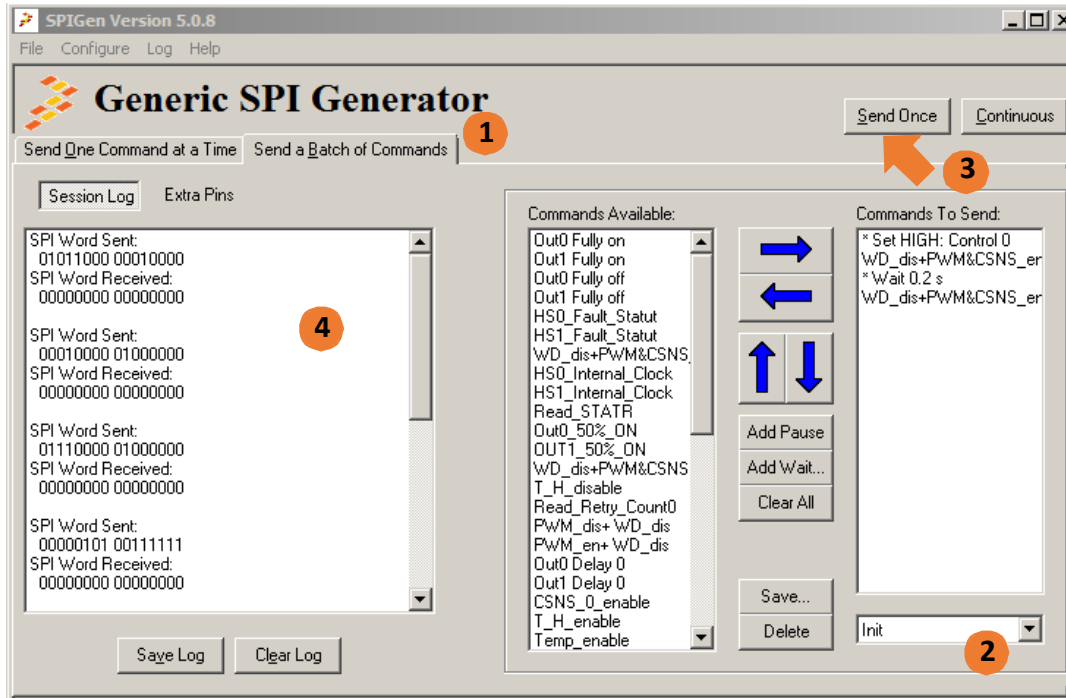 SPIGen Version 5.0.8
File Configure Log Help
Generic SPI Generator
Send Once
Continuous
1
3
Send One Command at a Time
Send a Batch of Commands
Session Log
Extra Pins
SPI Word Sent:
01011000 00010000
SPI Word Received:
00000000 00000000
SPI Word Sent:
00010000 01000000
SPI Word Received:
00000000 00000000
SPI Word Sent:
01110000 01000000
SPI Word Received:
00000000 00000000
SPI Word Sent:
00000101 00111111
SPI Word Received:
00000000 00000000
4
Save Log
Clear Log
Commands Available:
Out0 Fully on
Out1 Fully on
Out0 Fully off
Out1 Fully off
HS0_Fault_Statut
HS1_Fault_Statut
WD_dis+PWM&CSNS_
HS0_Internal_Clock
HS1_Internal_Clock
Read_STATR
Out0_50%_ON
OUT1_50%_ON
WD_dis+PWM&CSNS
T_H_disable
Read_Retry_Count0
PWM_dis+ WD_dis
PWM_en+ WD_dis
Out0 Delay 0
Out1 Delay 0
CSNS_0_enable
T_H_enable
Temp_enable
Add Pause
Add Wait...
Clear All
Save...
Delete
Commands To Send:
* Set HIGH: Control 0
WD_dis+PWM&CSNS_er
* Wait 0.2 s
WD_dis+PWM&CSNS_er
Init
2